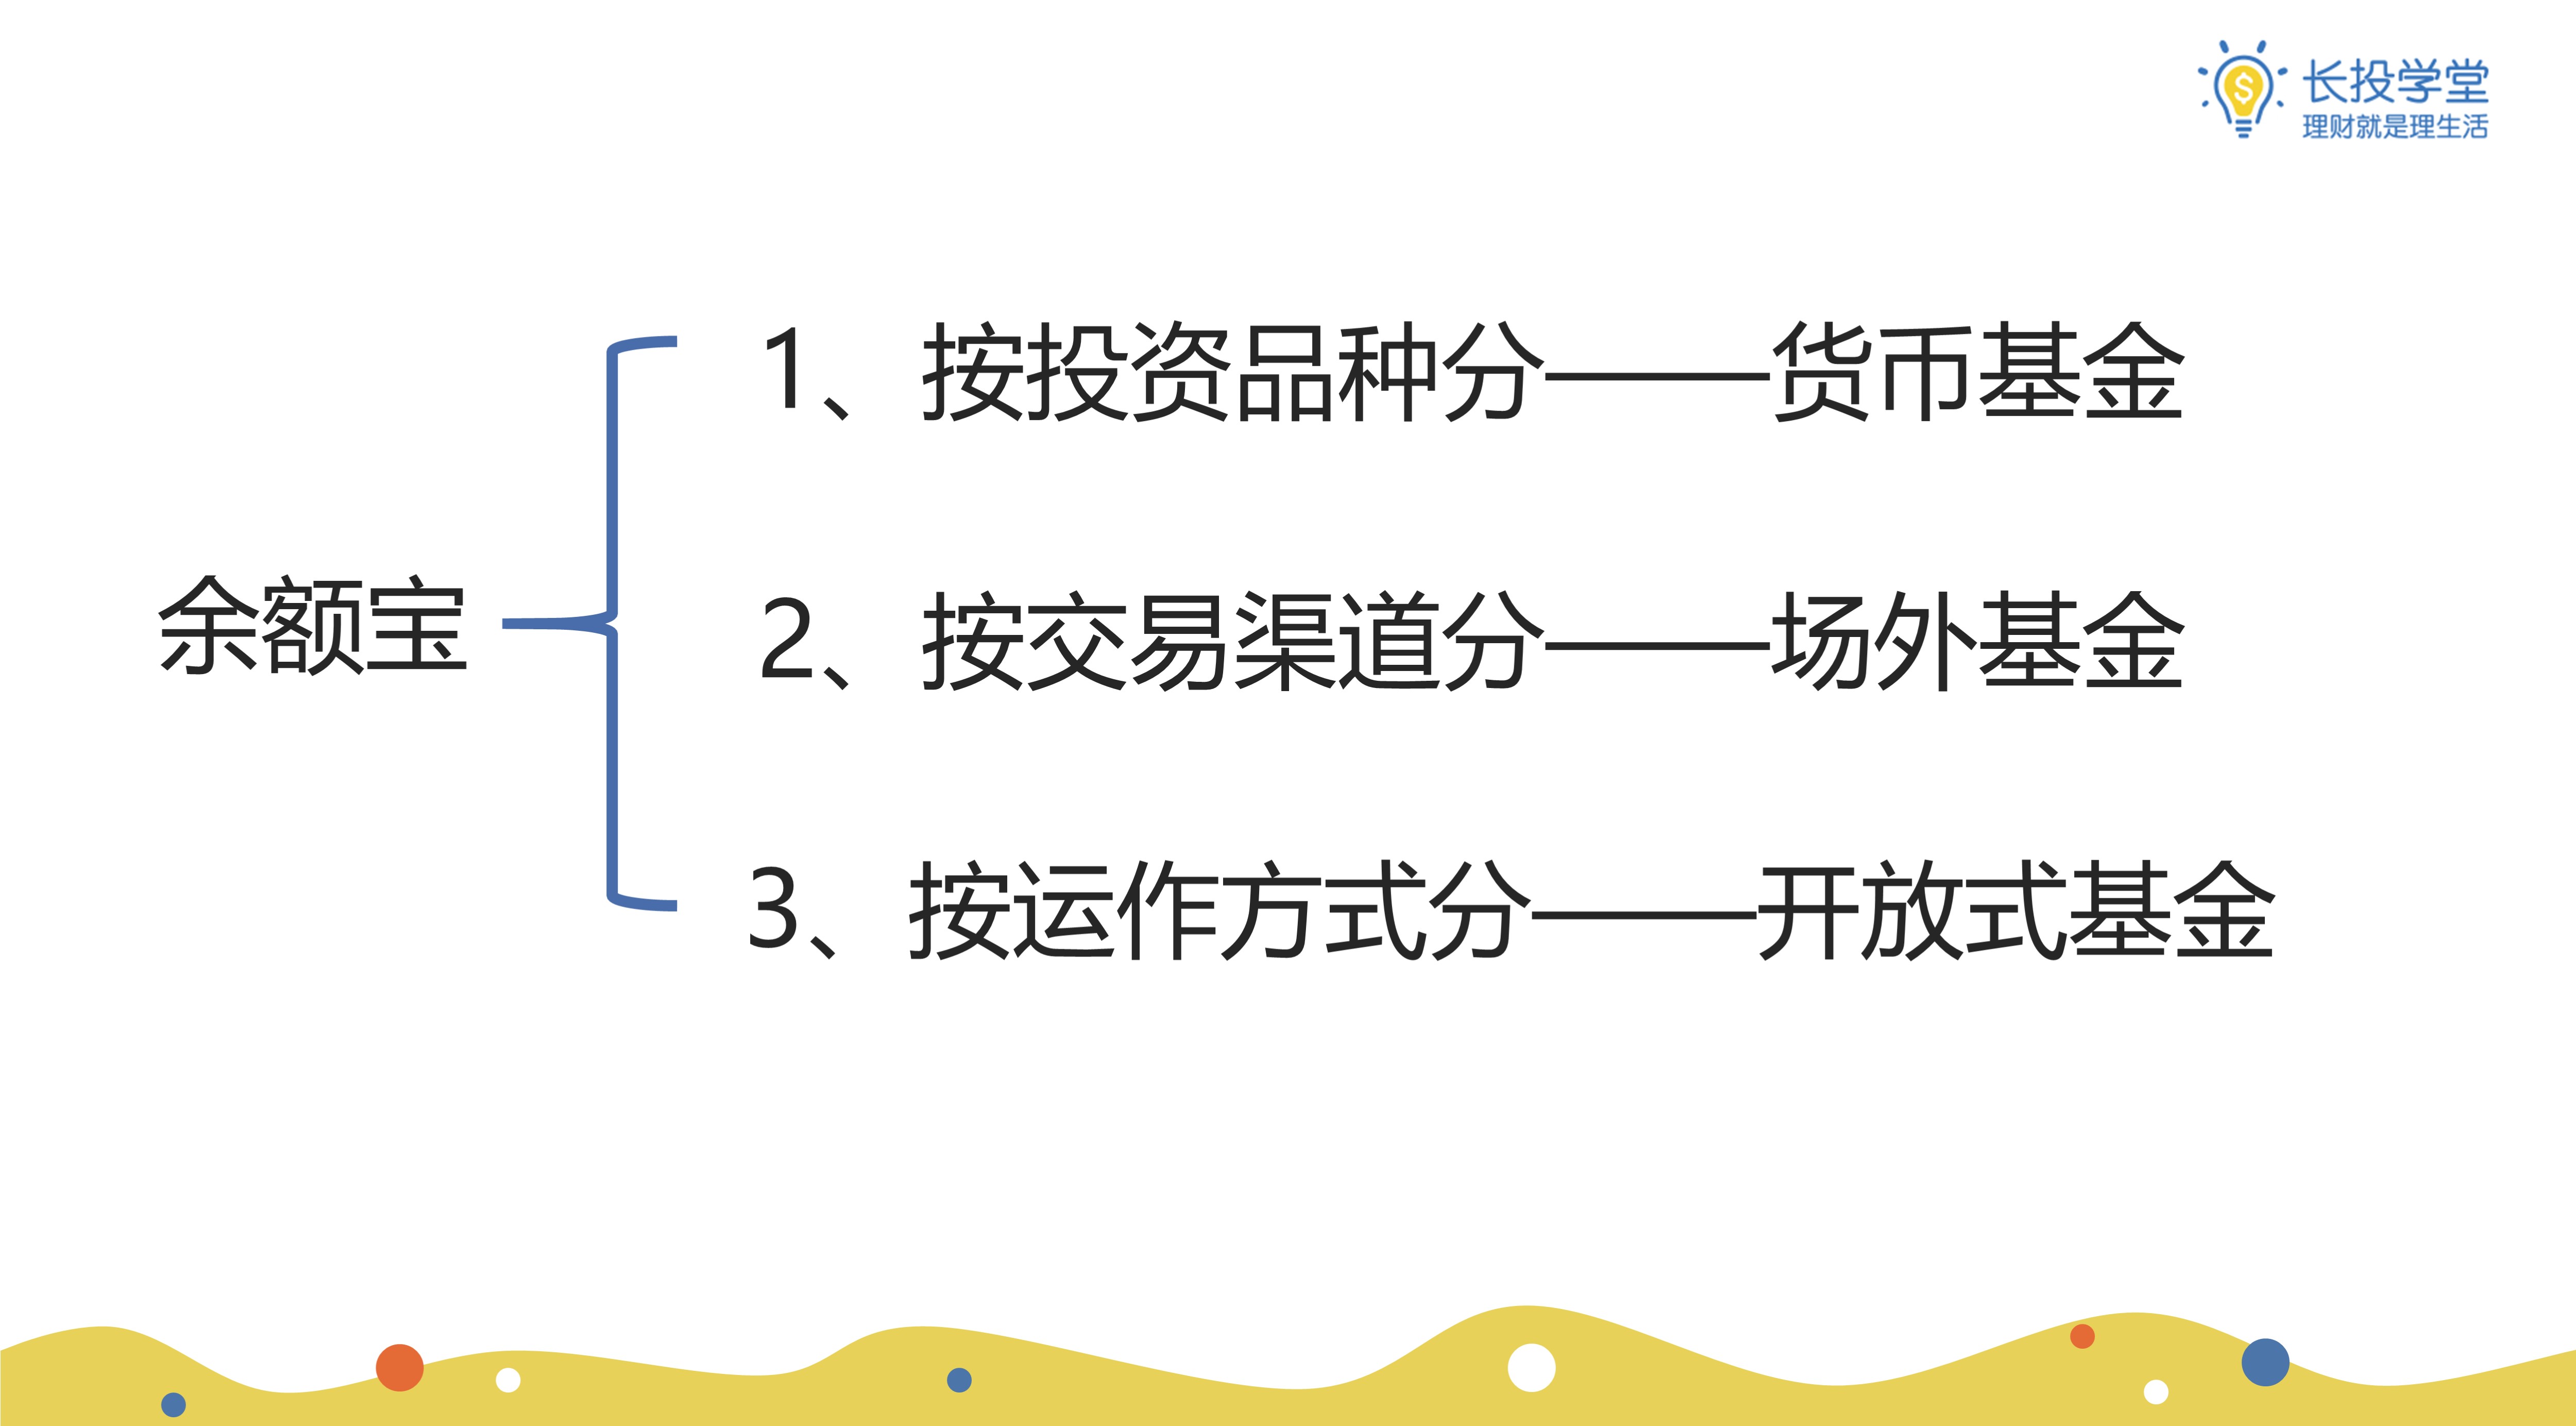 长投学堂
理财就是理生活
1、按投资品种分——货币基金
余额宝
2、按交易渠道分——场外基金
3、按运作方式分——开放式基金